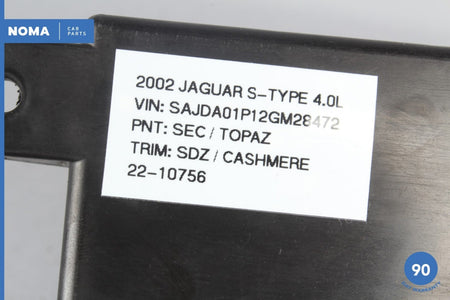 NOMA CAR PARTS
2002 JAGUAR S-TYPE 4.0L
VIN: SAJDA01P12GM28472
PNT: SEC / TOPAZ
TRIM: SDZ / CASHMERE
22-10756
90